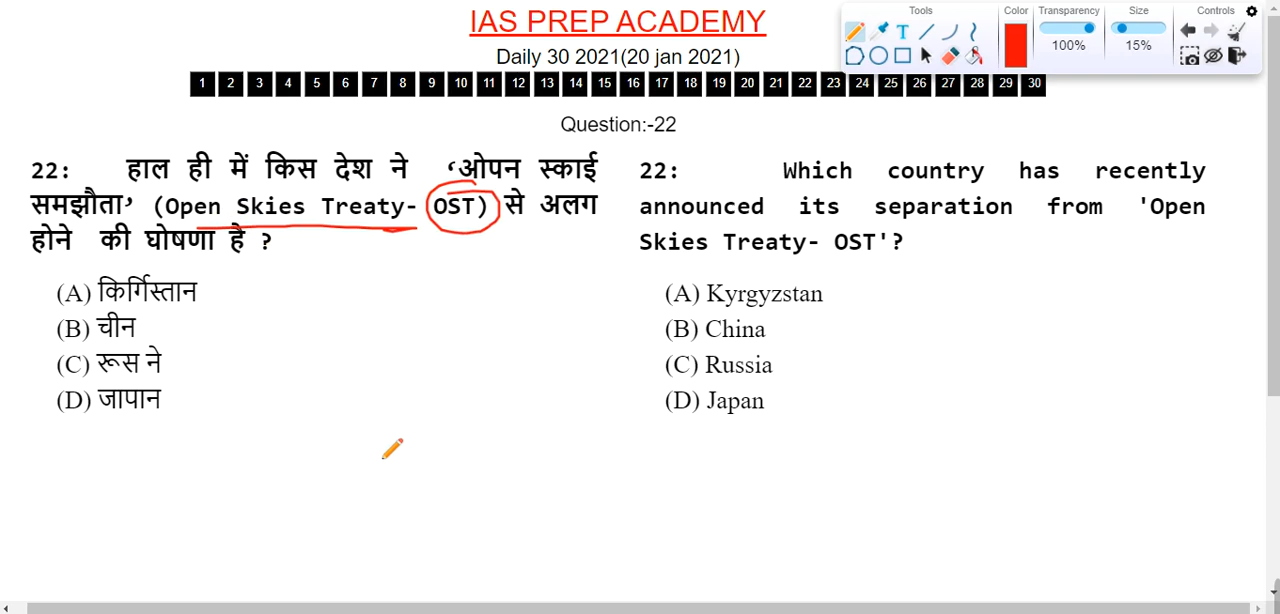 IAS PREP ACADEMY
Daily 30 2021(20 jan 2021)
Tools
Color
Transparency
Size
Controls
100%
15%
1 2 3 4 5 6 7 8 9 10 11 12 13 14 15 16 17 18 19 20 21 22 23 24 25 26 27 28 29 30
Question:-22
22: हाल ही में किस देश ने ‘ओपन स्काई
समझौता’ (Open Skies Treaty- OST) से अलग
होने की घोषणा है ?
(A) किर्गिस्तान
(B) चीन
(C) रूस ने
(D) जापान
22: Which country has recently
announced its separation from 'Open
Skies Treaty- OST'?
(A) Kyrgyzstan
(B) China
(C) Russia
(D) Japan